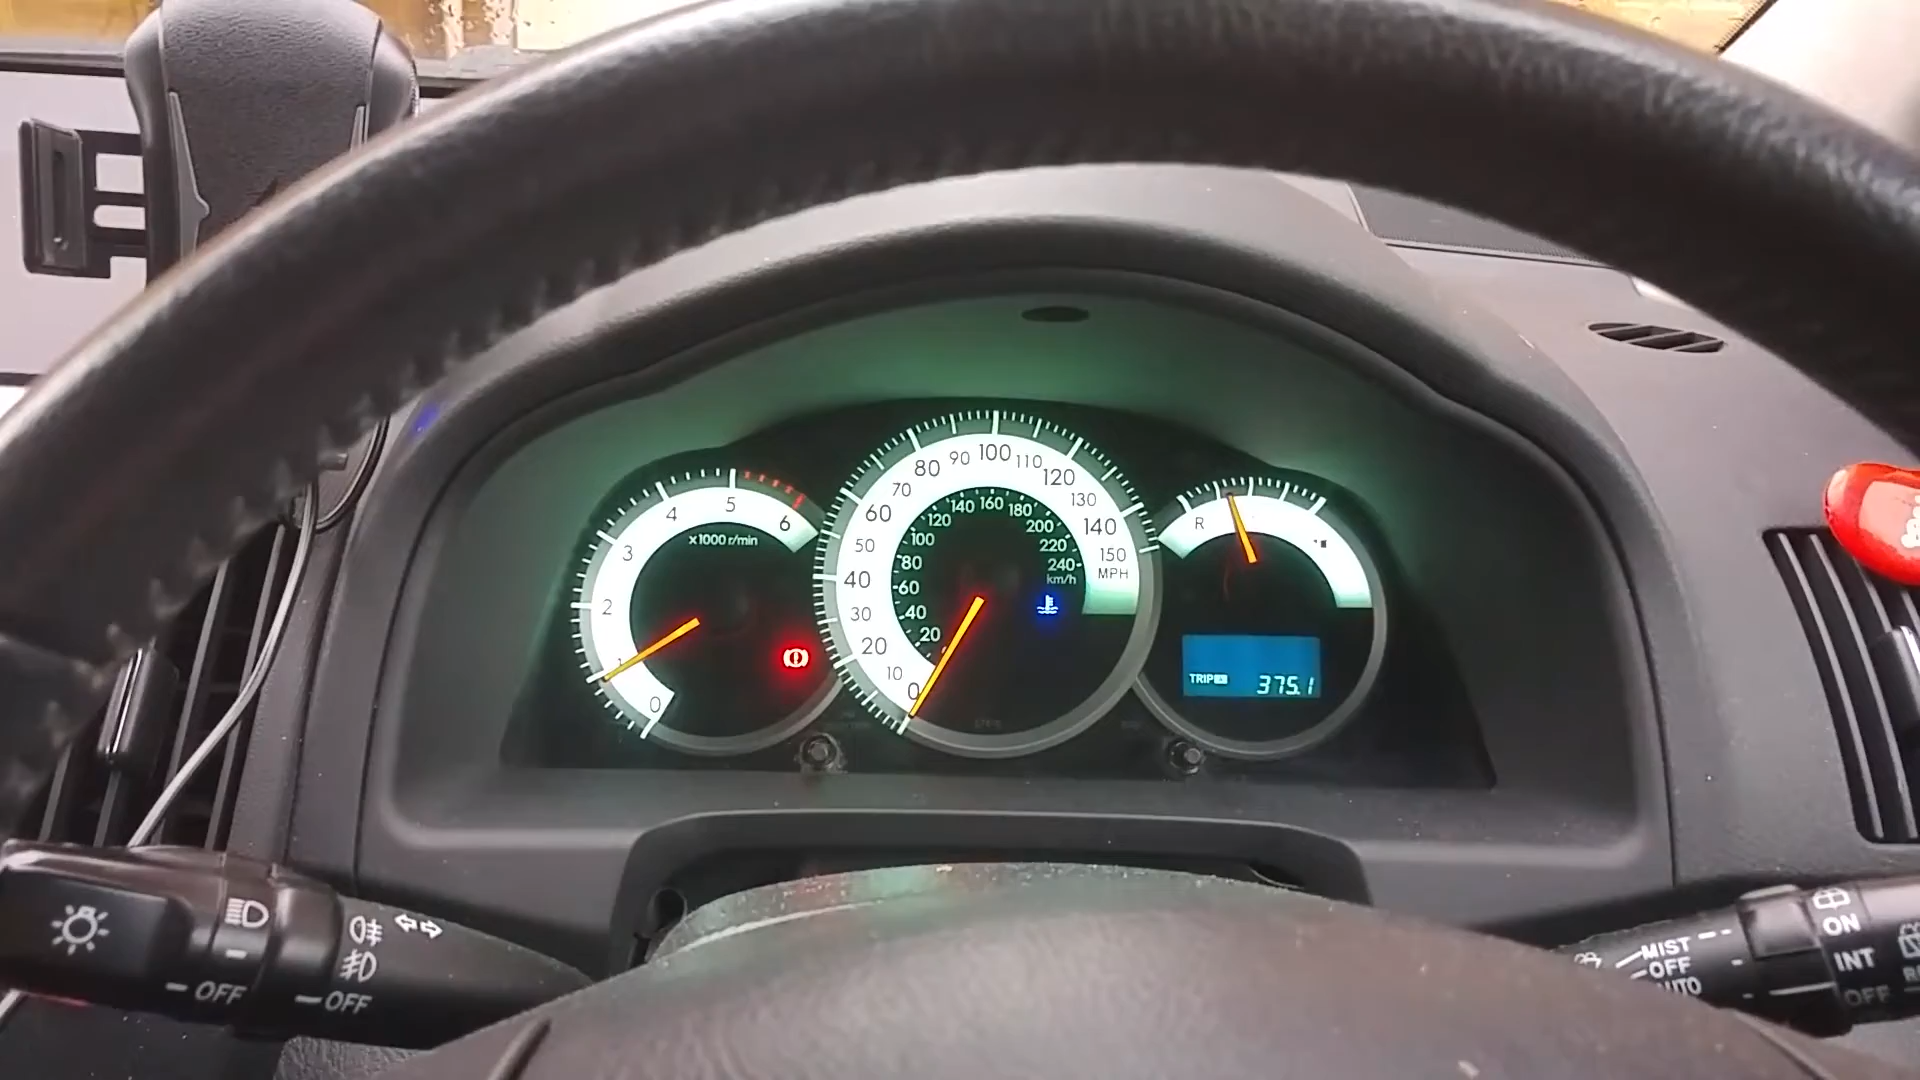 0
1
2
3
4
5
6
x1000 r/min
0
10
20
30
40
50
60
70
80
90
100
110
120
130
140
150
MPH
20
40
60
80
100
120
140
160
180
200
220
240
km/h
R
TRIP
375.1
OFF
OFF
MIST
OFF
AUTO
ON
INT
OFF